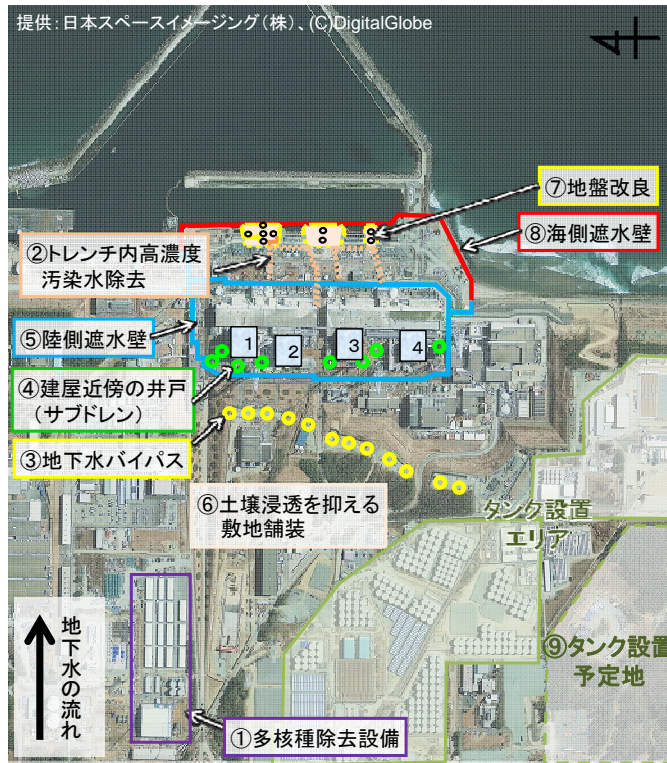 提供：日本スペースイメージング（株）、(C)DigitalGlobe
⑦地盤改良
⑧海側遮水壁
②トレンチ内高濃度
汚染水除去
⑤陸側遮水壁
1
2
3
4
④建屋近傍の井戸
（サブドレン）
③地下水バイパス
⑥土壌浸透を抑える
敷地舗装
タンク設置
エリア
⑨タンク設置
予定地
地下水の流れ
①多核種除去設備